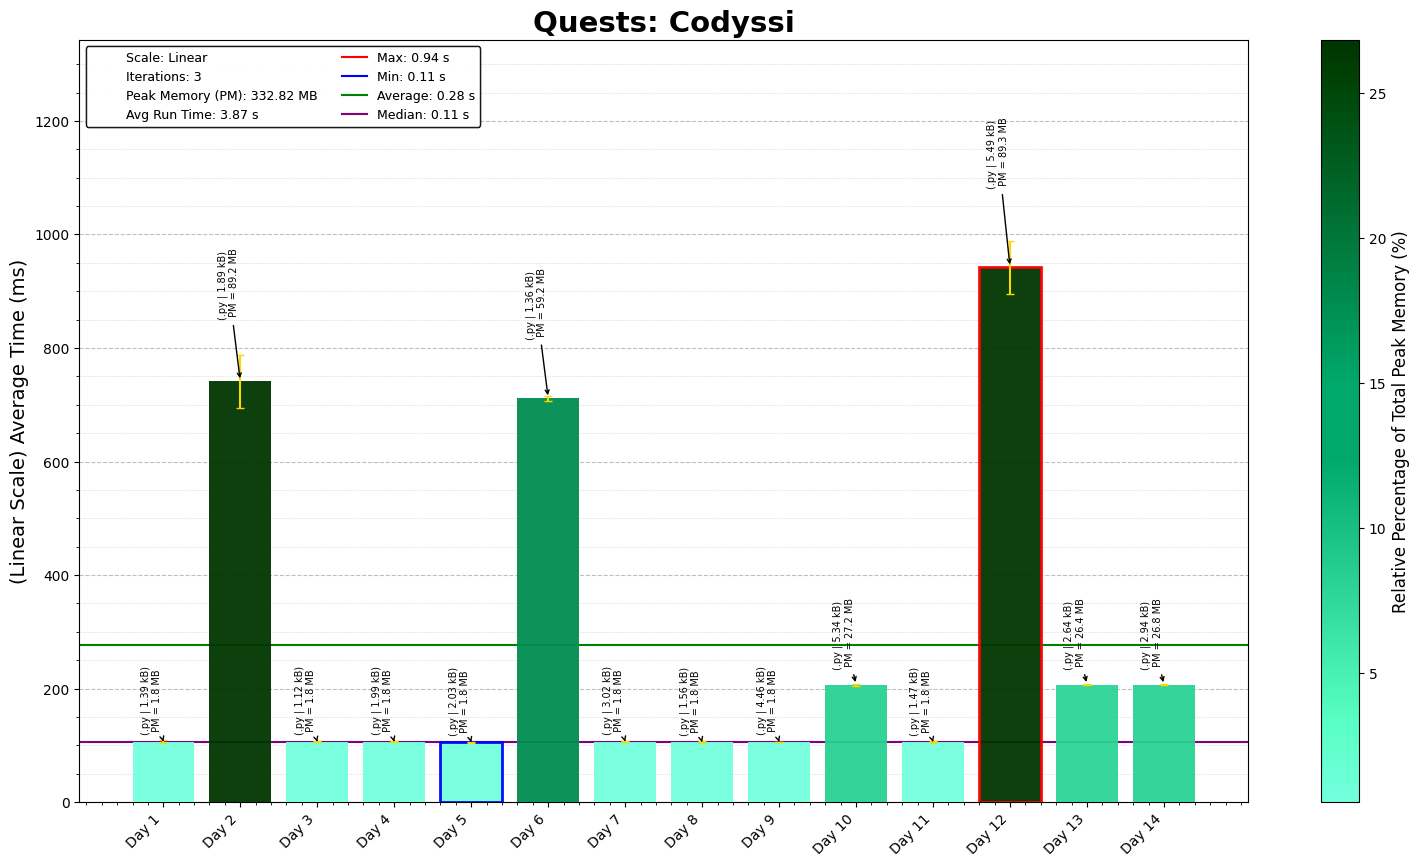 Quests: Codyssi
Scale: Linear
Iterations: 3
Peak Memory (PM): 332.82 MB
Avg Run Time: 3.87 s
Max: 0.94 s
Min: 0.11 s
Average: 0.28 s
Median: 0.11 s
(Linear Scale) Average Time (ms)
1200
1000
800
600
400
200
0
(.py | 1.39 kB)
PM = 1.8 MB
(.py | 1.89 kB)
PM = 89.2 MB
(.py | 1.12 kB)
PM = 1.8 MB
(.py | 1.99 kB)
PM = 1.8 MB
(.py | 2.03 kB)
PM = 1.8 MB
(.py | 1.36 kB)
PM = 59.2 MB
(.py | 3.02 kB)
PM = 1.8 MB
(.py | 1.56 kB)
PM = 1.8 MB
(.py | 4.46 kB)
PM = 1.8 MB
(.py | 5.34 kB)
PM = 27.2 MB
(.py | 1.47 kB)
PM = 1.8 MB
(.py | 5.49 kB)
PM = 89.3 MB
(.py | 2.64 kB)
PM = 26.4 MB
(.py | 2.94 kB)
PM = 26.8 MB
Day 1
Day 2
Day 3
Day 4
Day 5
Day 6
Day 7
Day 8
Day 9
Day 10
Day 11
Day 12
Day 13
Day 14
25
20
15
10
5
Relative Percentage of Total Peak Memory (%)